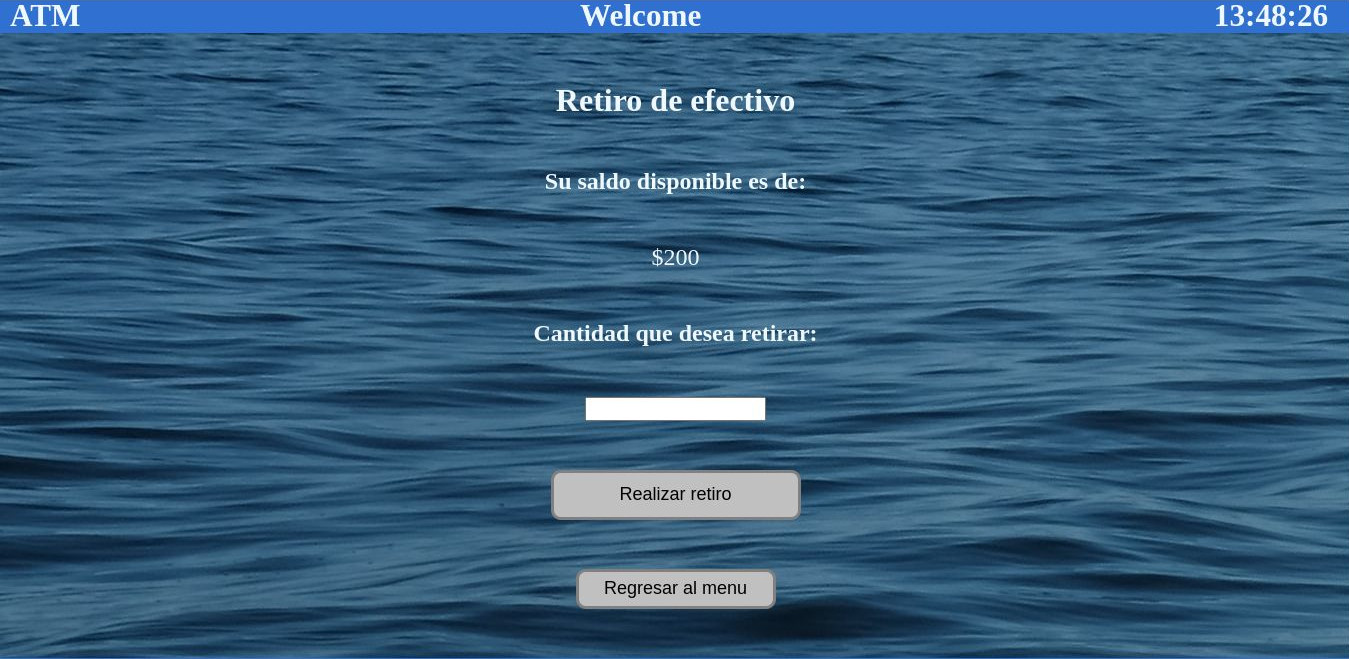 ATM Welcome 13:48:26
Retiro de efectivo
Su saldo disponible es de:
$200
Cantidad que desea retirar:
Realizar retiro
Regresar al menu